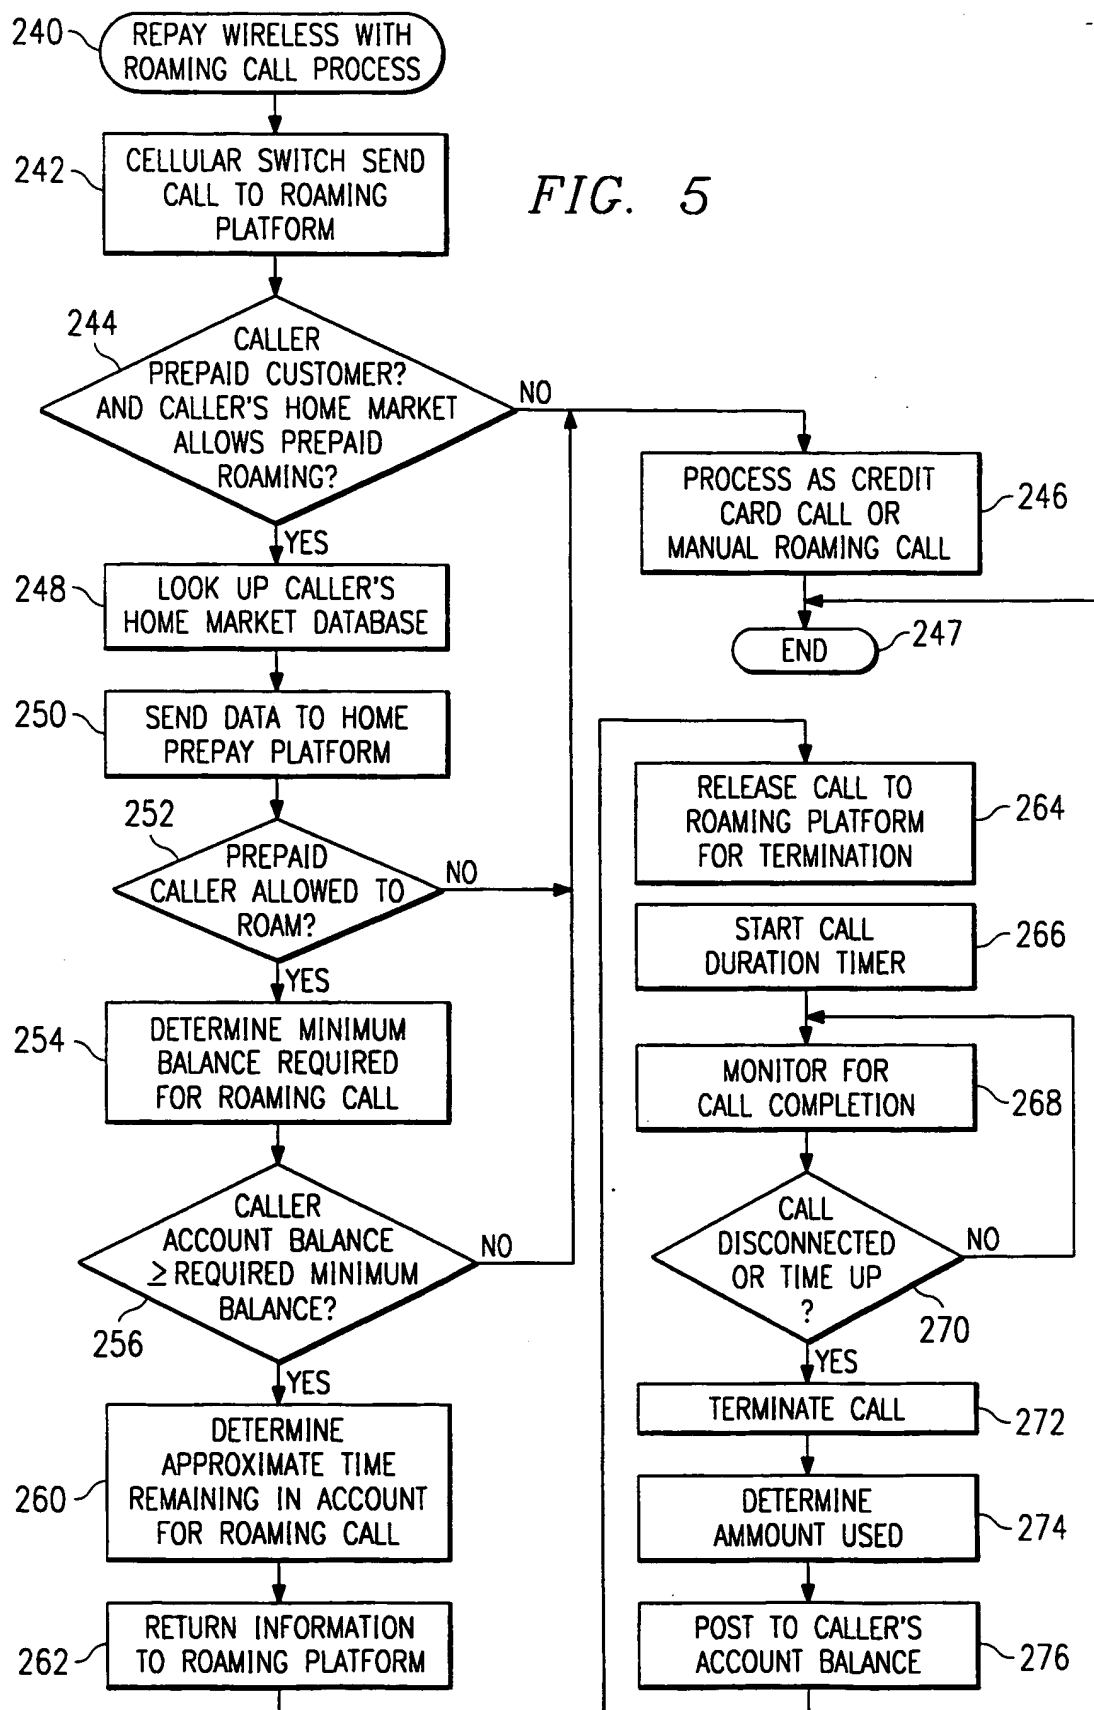 240
REPAY WIRELESS WITH
ROAMING CALL PROCESS
242
CELLULAR SWITCH SEND
CALL TO ROAMING
PLATFORM
FIG. 5
244
CALLER
PREPAID CUSTOMER?
AND CALLER'S HOME MARKET
ALLOWS PREPAID
ROAMING?
NO
YES
PROCESS AS CREDIT
CARD CALL OR
MANUAL ROAMING CALL
246
END
247
248
LOOK UP CALLER'S
HOME MARKET DATABASE
250
SEND DATA TO HOME
PREPAY PLATFORM
252
PREPAID
CALLER ALLOWED TO
ROAM?
NO
YES
254
DETERMINE MINIMUM
BALANCE REQUIRED
FOR ROAMING CALL
CALLER
ACCOUNT BALANCE
≥ REQUIRED MINIMUM
BALANCE?
256
NO
YES
260
DETERMINE
APPROXIMATE TIME
REMAINING IN ACCOUNT
FOR ROAMING CALL
262
RETURN INFORMATION
TO ROAMING PLATFORM
RELEASE CALL TO
ROAMING PLATFORM
FOR TERMINATION
264
START CALL
DURATION TIMER
266
MONITOR FOR
CALL COMPLETION
268
CALL
DISCONNECTED
OR TIME UP
?
NO
270
YES
TERMINATE CALL
272
DETERMINE
AMMOUNT USED
274
POST TO CALLER'S
ACCOUNT BALANCE
276